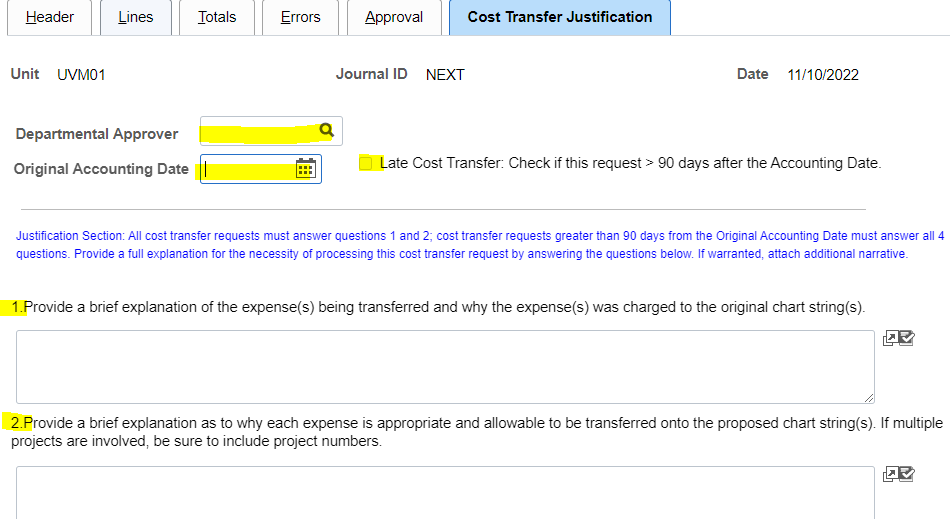 Header Lines Totals Errors Approval Cost Transfer Justification
Unit UVM01 Journal ID NEXT Date 11/10/2022
Departmental Approver
Original Accounting Date Late Cost Transfer: Check if this request > 90 days after the Accounting Date.
Justification Section: All cost transfer requests must answer questions 1 and 2; cost transfer requests greater than 90 days from the Original Accounting Date must answer all 4
questions. Provide a full explanation for the necessity of processing this cost transfer request by answering the questions below. If warranted, attach additional narrative.
1.Provide a brief explanation of the expense(s) being transferred and why the expense(s) was charged to the original chart string(s).
2.Provide a brief explanation as to why each expense is appropriate and allowable to be transferred onto the proposed chart string(s). If multiple
projects are involved, be sure to include project numbers.